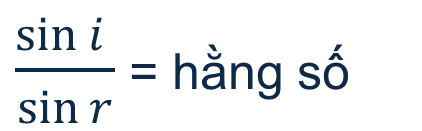 sin i / sin r = hằng số